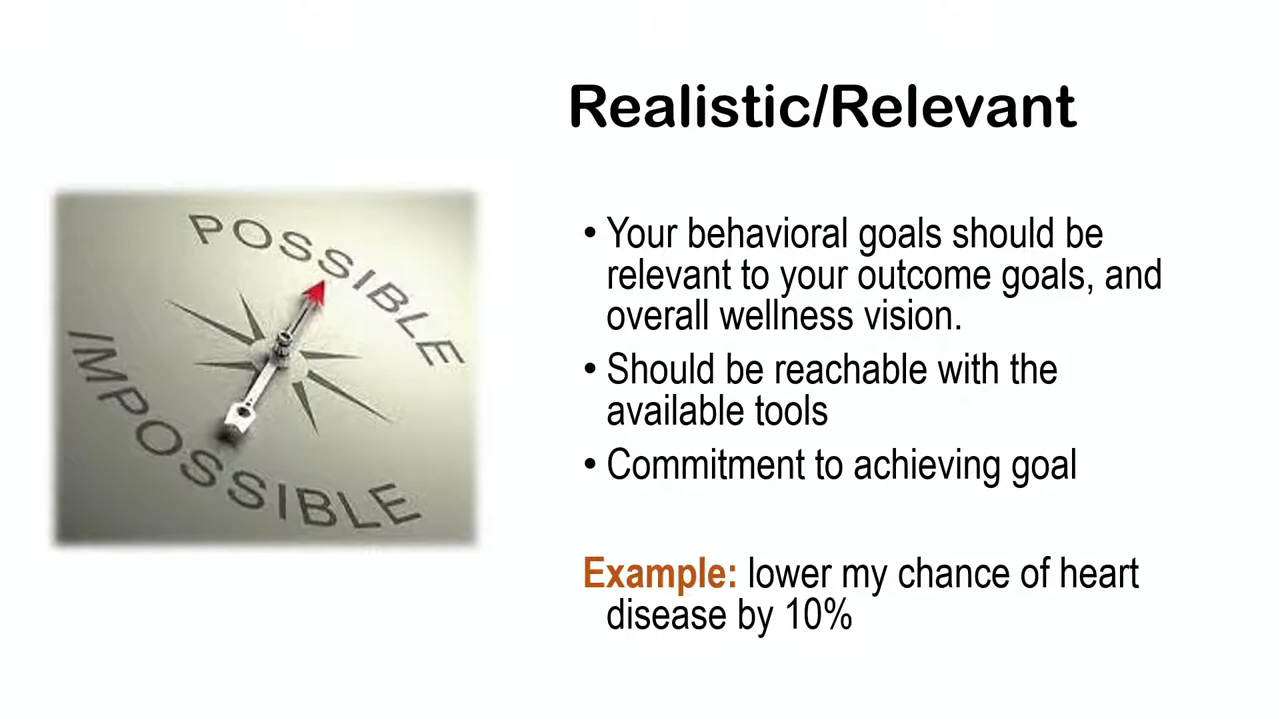 Realistic/Relevant
POSSIBLE
IMPOSSIBLE
• Your behavioral goals should be
relevant to your outcome goals, and
overall wellness vision.
• Should be reachable with the
available tools
• Commitment to achieving goal
Example: lower my chance of heart
disease by 10%